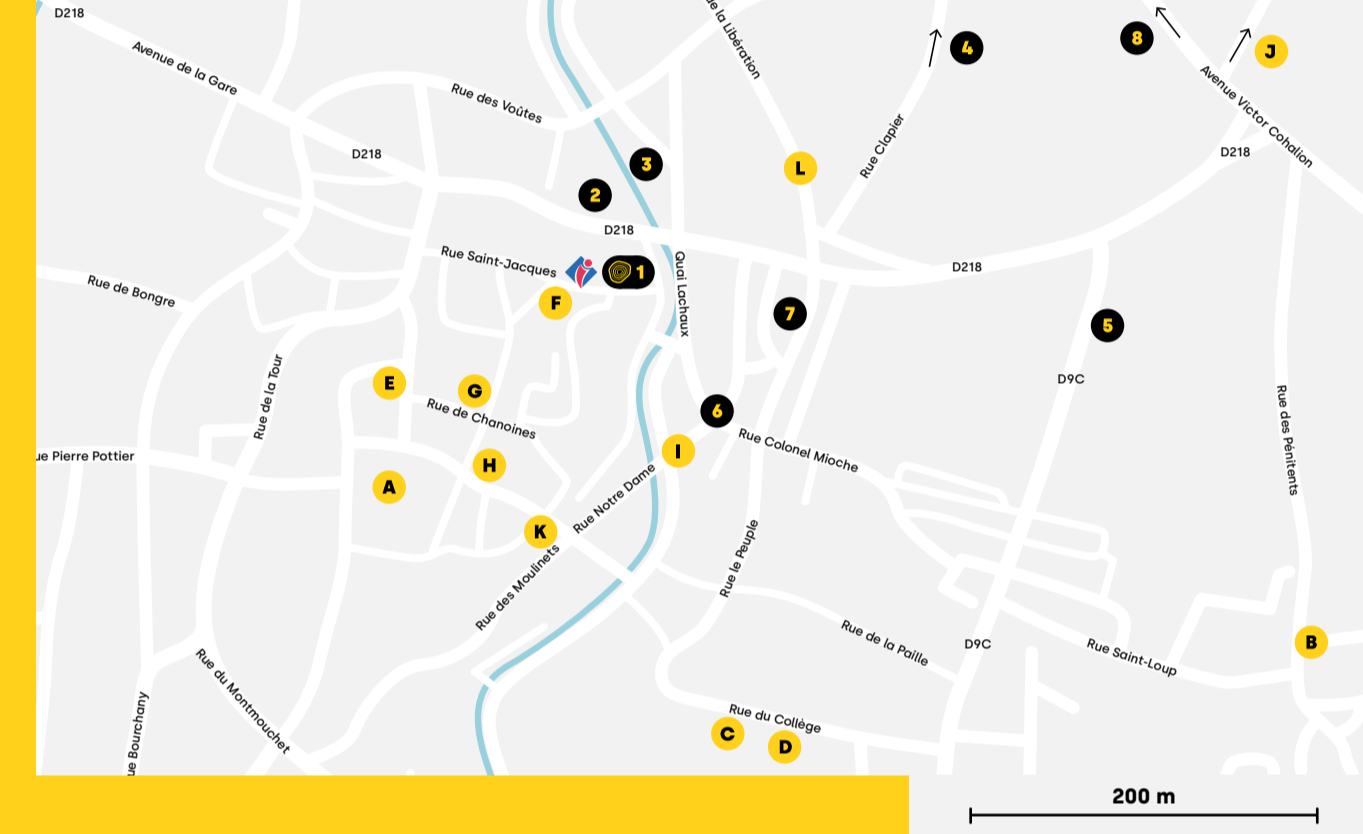 D218
Avenue de la Gare
Rue des Voûtes
ue la Libération
4
8
J
Avenue Victor Cohalion
D218
3
L
Rue Clapier
D218
2
D218
Rue Saint-Jacques
1
Quai Lachaux
D218
Rue de Bongre
F
7
5
E
G
D9C
Rue de la Tour
Rue de Chanoines
6
Rue des Pénitents
I
Rue Colonel Mioche
ue Pierre Pottier
H
A
Rue Notre Dame
K
Rue le Peuple
Rue des Moulinets
Rue de la Paille
D9C
Rue Saint-Loup
B
Rue du Montmouchet
ue Bourchany
Rue du Collège
C
D
200 m